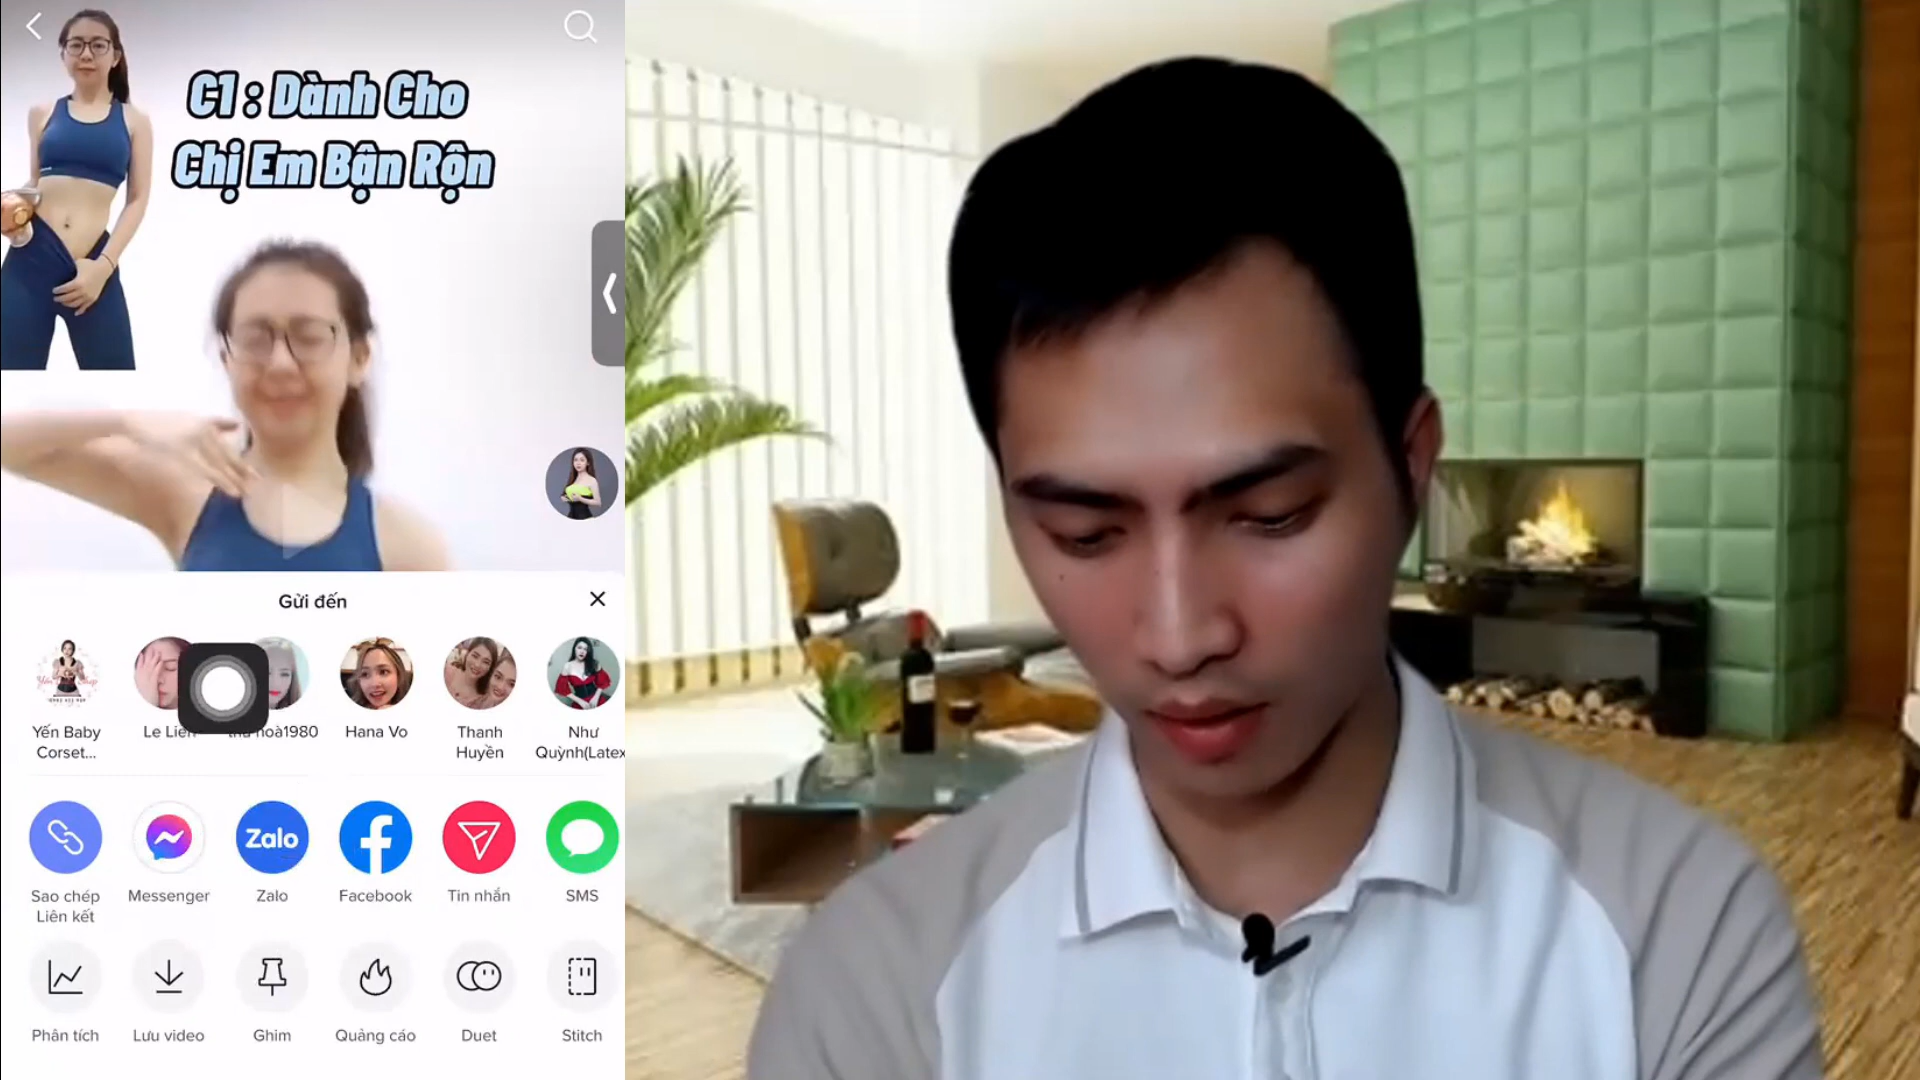 C1 : Dành Cho
Chị Em Bận Rộn
Gửi đến
Yến Baby
Corset...
Le Lien
hoà1980
Hana Vo
Thanh
Huyền
Như
Quỳnh(Latex
Zalo
Sao chép
Liên kết
Messenger
Zalo
Facebook
Tin nhắn
SMS
Phân tích
Lưu video
Ghim
Quảng cáo
Duet
Stitch